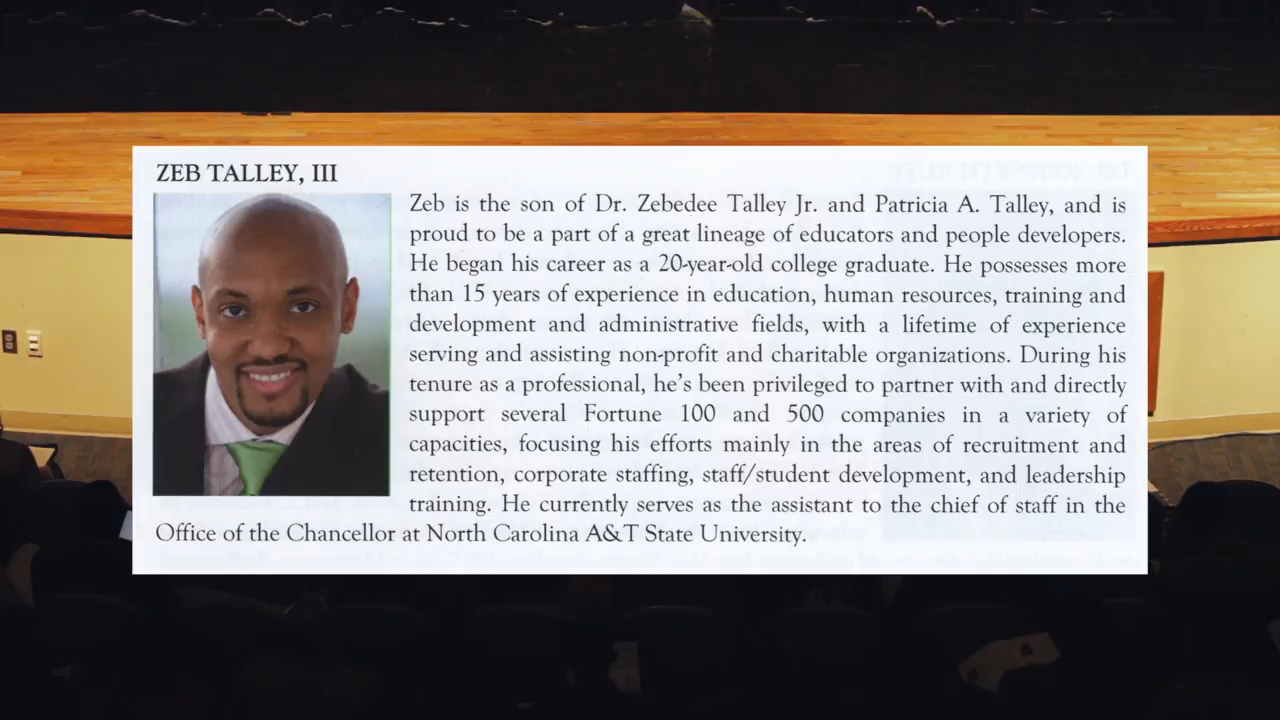 ZEB TALLEY, III
Zeb is the son of Dr. Zebedee Talley Jr. and Patricia A. Talley, and is
proud to be a part of a great lineage of educators and people developers.
He began his career as a 20-year-old college graduate. He possesses more
than 15 years of experience in education, human resources, training and
development and administrative fields, with a lifetime of experience
serving and assisting non-profit and charitable organizations. During his
tenure as a professional, he's been privileged to partner with and directly
support several Fortune 100 and 500 companies in a variety of
capacities, focusing his efforts mainly in the areas of recruitment and
retention, corporate staffing, staff/student development, and leadership
training. He currently serves as the assistant to the chief of staff in the
Office of the Chancellor at North Carolina A&T State University.